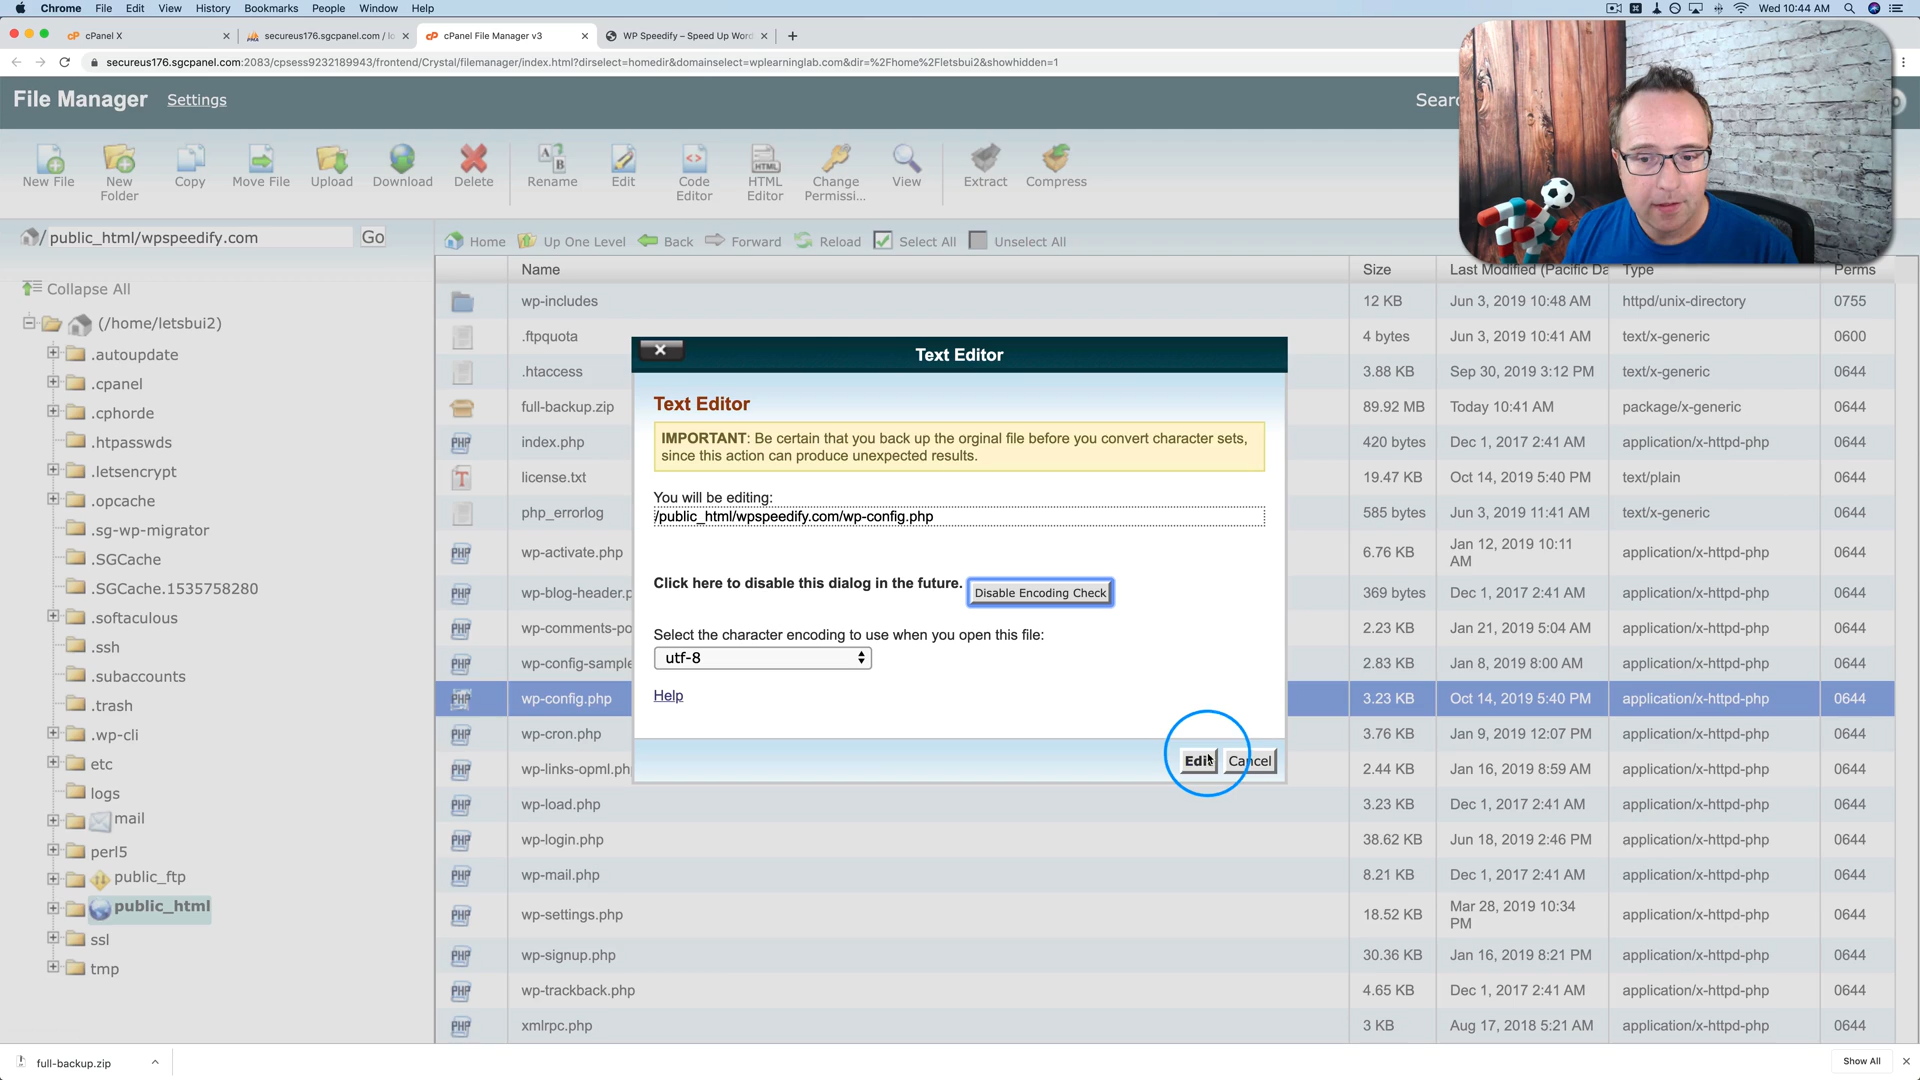 Chrome File Edit View History Bookmarks People Window Help Wed 10:44 AM
cPanel X secureus176.sgcpanel.com / lo cPanel File Manager v3 WP Speedify – Speed Up Word
secureus176.sgcpanel.com:2083/cpsess9232189943/frontend/Crystal/filemanager/index.html?dirselect=homedir&domainselect=wplearninglab.com&dir=%2Fhome%2Fletsbui2&showhidden=1
File Manager Settings
New File New Folder Copy Move File Upload Download Delete Rename Edit Code Editor HTML Editor Change Permissi... View Extract Compress
/ public_html/wpspeedify.com Go
Home Up One Level Back Forward Reload Select All Unselect All
Collapse All
(/home/letsbui2)
.autoupdate
.cpanel
.cphorde
.htpasswds
.letsencrypt
.opcache
.sg-wp-migrator
.SGCache
.SGCache.1535758280
.softaculous
.ssh
.subaccounts
.trash
.wp-cli
etc
logs
mail
perl5
public_ftp
public_html
ssl
tmp
Name Size Last Modified (Pacific Da Type Perms
wp-includes 12 KB Jun 3, 2019 10:48 AM httpd/unix-directory 0755
.ftpquota 4 bytes Jun 3, 2019 10:41 AM text/x-generic 0600
.htaccess 3.88 KB Sep 30, 2019 3:12 PM text/x-generic 0644
full-backup.zip 89.92 MB Today 10:41 AM package/x-generic 0644
index.php 420 bytes Dec 1, 2017 2:41 AM application/x-httpd-php 0644
license.txt 19.47 KB Oct 14, 2019 5:40 PM text/plain 0644
php_errorlog 585 bytes Jun 3, 2019 11:41 AM text/x-generic 0644
wp-activate.php 6.76 KB Jan 12, 2019 10:11 AM application/x-httpd-php 0644
wp-blog-header.p 369 bytes Dec 1, 2017 2:41 AM application/x-httpd-php 0644
wp-comments-po 2.23 KB Jan 21, 2019 5:04 AM application/x-httpd-php 0644
wp-config-sample 2.83 KB Jan 8, 2019 8:00 AM application/x-httpd-php 0644
wp-config.php 3.23 KB Oct 14, 2019 5:40 PM application/x-httpd-php 0644
wp-cron.php 3.76 KB Jan 9, 2019 12:07 PM application/x-httpd-php 0644
wp-links-opml.ph 2.44 KB Jan 16, 2019 8:59 AM application/x-httpd-php 0644
wp-load.php 3.23 KB Dec 1, 2017 2:41 AM application/x-httpd-php 0644
wp-login.php 38.62 KB Jun 18, 2019 2:46 PM application/x-httpd-php 0644
wp-mail.php 8.21 KB Dec 1, 2017 2:41 AM application/x-httpd-php 0644
wp-settings.php 18.52 KB Mar 28, 2019 10:34 PM application/x-httpd-php 0644
wp-signup.php 30.36 KB Jan 16, 2019 8:21 PM application/x-httpd-php 0644
wp-trackback.php 4.65 KB Dec 1, 2017 2:41 AM application/x-httpd-php 0644
xmlrpc.php 3 KB Aug 17, 2018 5:21 AM application/x-httpd-php 0644
Text Editor
Text Editor
IMPORTANT: Be certain that you back up the orginal file before you convert character sets,
since this action can produce unexpected results.
You will be editing:
/public_html/wpspeedify.com/wp-config.php
Click here to disable this dialog in the future. Disable Encoding Check
Select the character encoding to use when you open this file:
utf-8
Help
Edit Cancel
full-backup.zip Show All